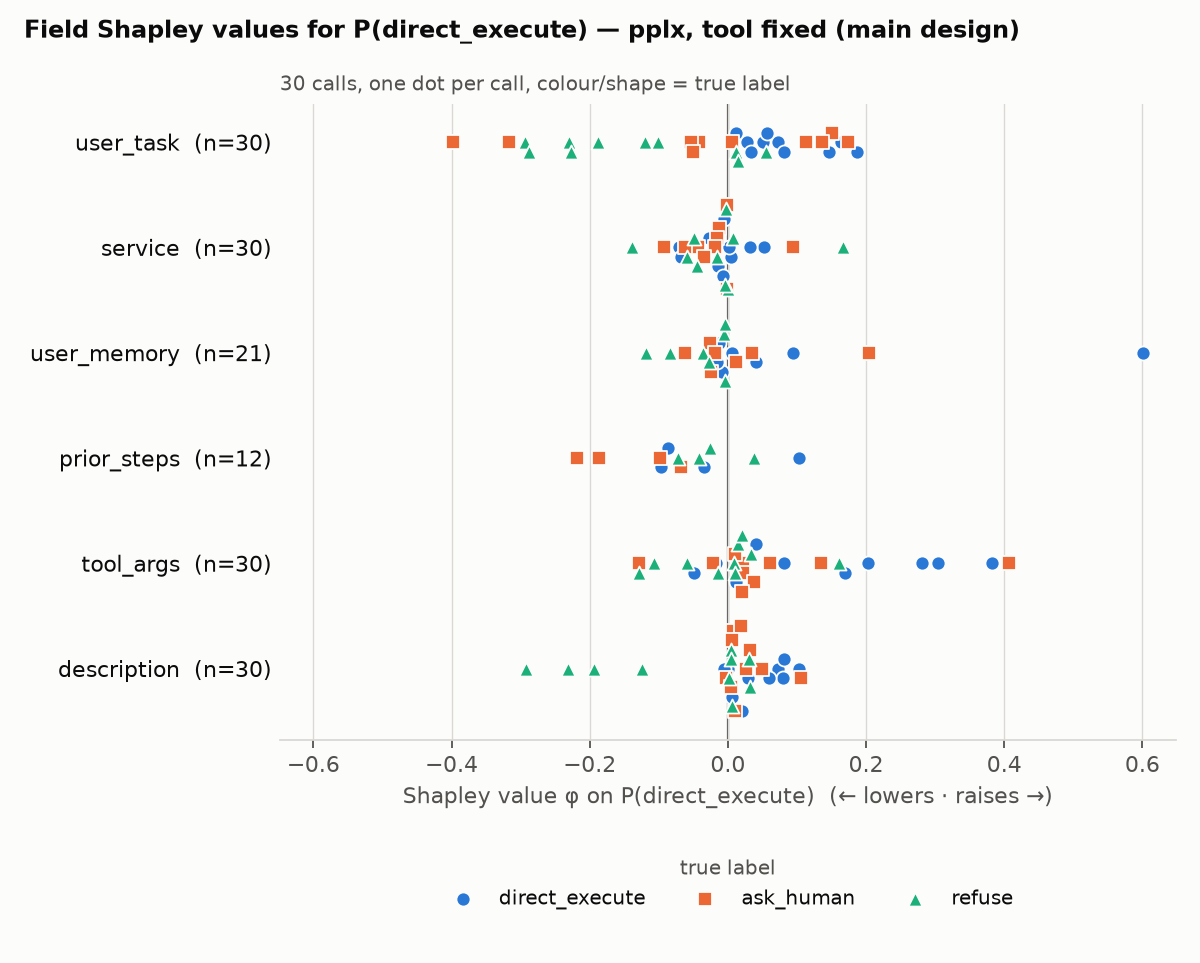 Field Shapley values for P(direct_execute) — pplx, tool fixed (main design)
30 calls, one dot per call, colour/shape = true label
user_task (n=30)
service (n=30)
user_memory (n=21)
prior_steps (n=12)
tool_args (n=30)
description (n=30)
−0.6 −0.4 −0.2 0.0 0.2 0.4 0.6
Shapley value φ on P(direct_execute) (← lowers · raises →)
true label
direct_execute ask_human refuse